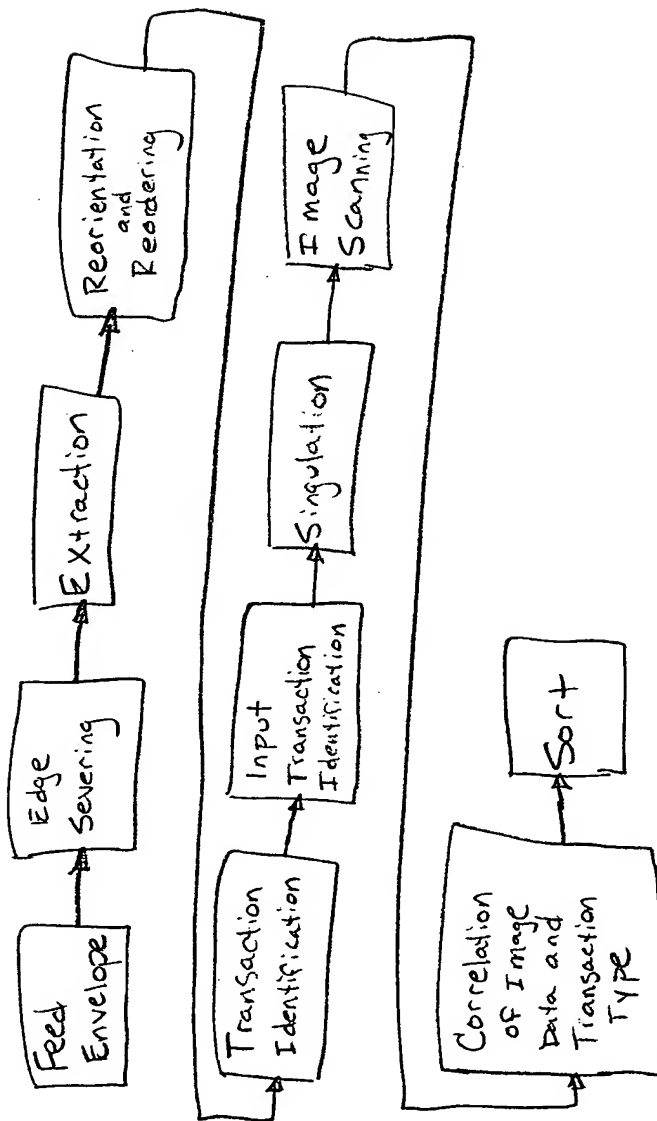 Feed
Envelope
Edge
Severing
Extraction
Reorientation
and
Reordering
Transaction
Identification
Input
Transaction
Identification
Singulation
Image
Scanning
Correlation
of Image
Data and
Transaction
Type
Sort